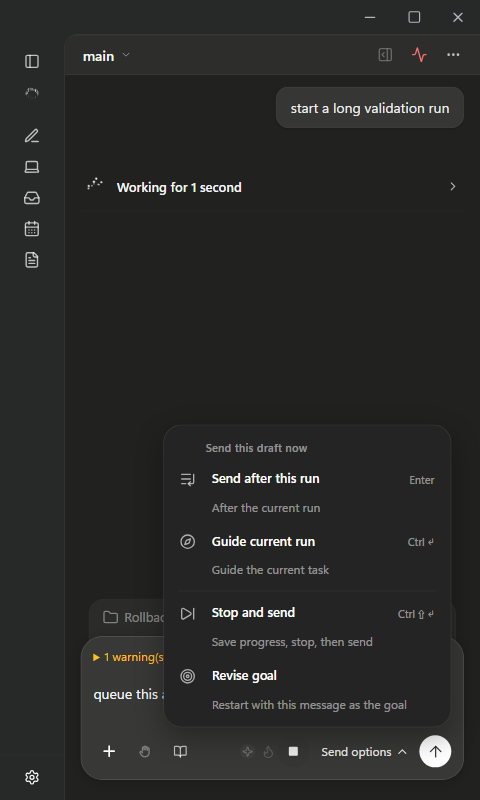 main
start a long validation run
Working for 1 second
Send this draft now
Send after this run
Enter
After the current run
Guide current run
Ctrl ↵
Guide the current task
Stop and send
Ctrl ⇧ ↵
Save progress, stop, then send
Revise goal
Restart with this message as the goal
1 warning(s
queue this
Send options